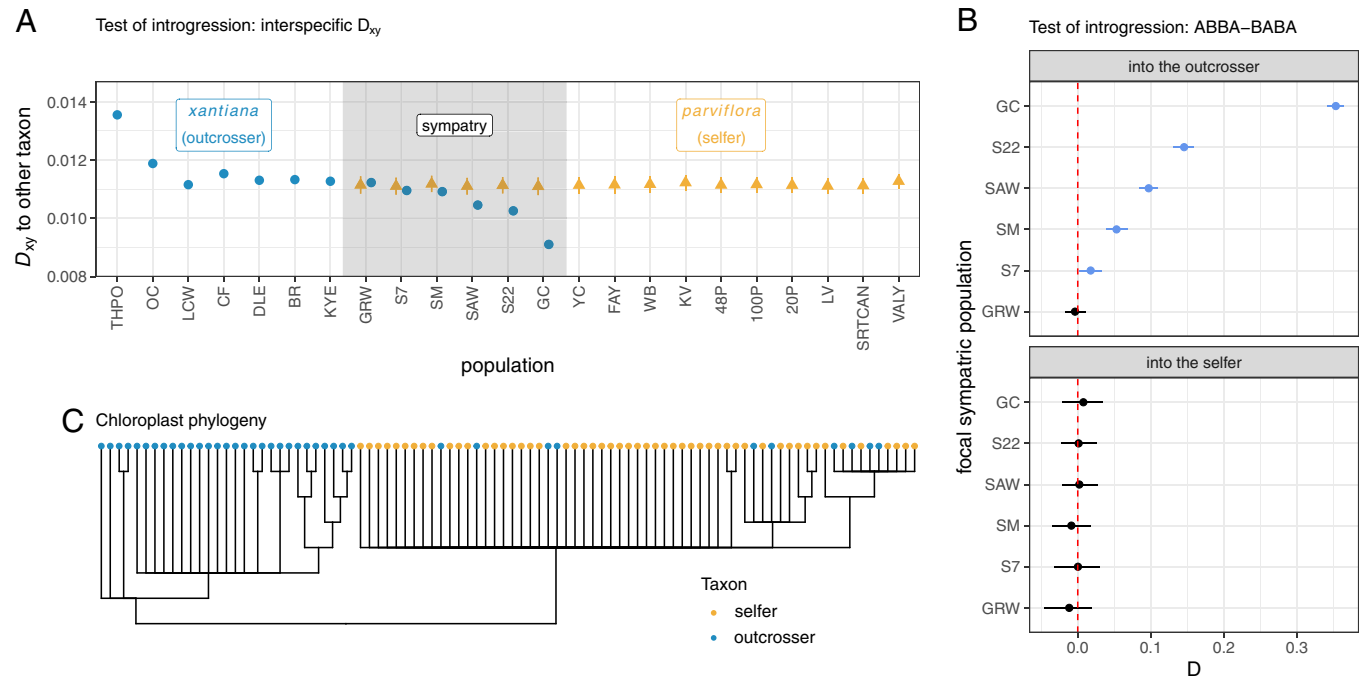 A
Test of introgression: interspecific Dxy
Dxy to other taxon
0.014
0.012
0.010
0.008
xantiana
(outcrosser)
sympatry
parviflora
(selfer)
THPO
OC
LCW
CF
DLE
BR
KYE
GRW
S7
SM
SAW
S22
GC
YC
FAY
WB
KV
48P
100P
20P
LV
SRTCAN
VALY
population
C
Chloroplast phylogeny
Taxon
selfer
outcrosser
B
Test of introgression: ABBA−BABA
focal sympatric population
into the outcrosser
GC
S22
SAW
SM
S7
GRW
into the selfer
GC
S22
SAW
SM
S7
GRW
0.0
0.1
0.2
0.3
D